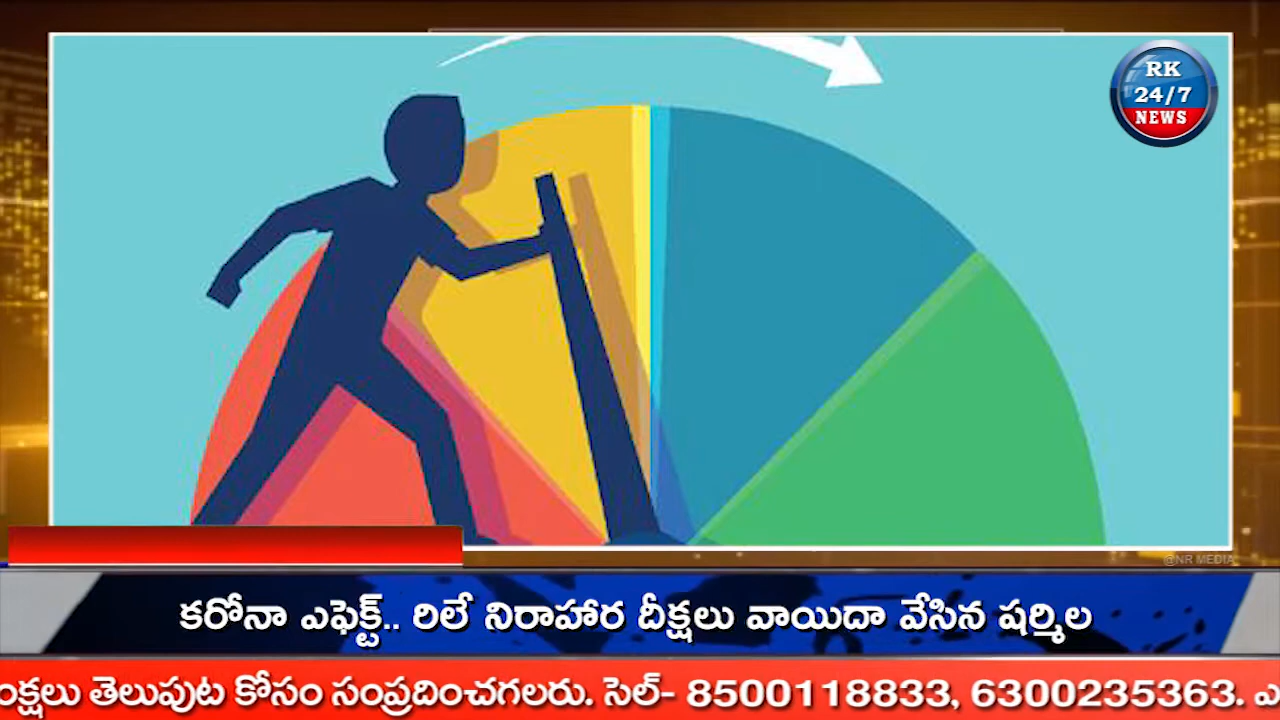 RK
24/7
NEWS
@NR MEDIA
కరోనా ఎఫెక్ట్.. రిలే నిరాహార దీక్షలు వాయిదా వేసిన షర్మిల
తెలుపుట కోసం సంప్రదించగలరు. సెల్- 8500118833, 6300235363.